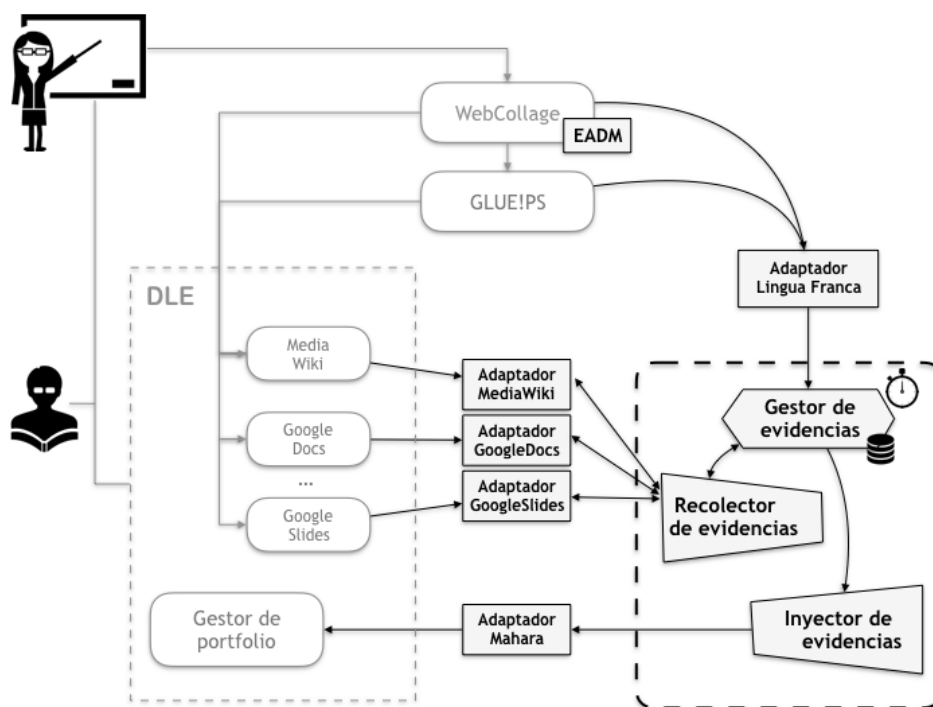 WebCollage
EADM
GLUE!PS
Adaptador
Lingua Franca
DLE
Media
Wiki
Adaptador
MediaWiki
Gestor de
evidencias
Google
Docs
Adaptador
GoogleDocs
...
Google
Slides
Adaptador
GoogleSlides
Recolector
de evidencias
Gestor de
portfolio
Adaptador
Mahara
Inyector de
evidencias